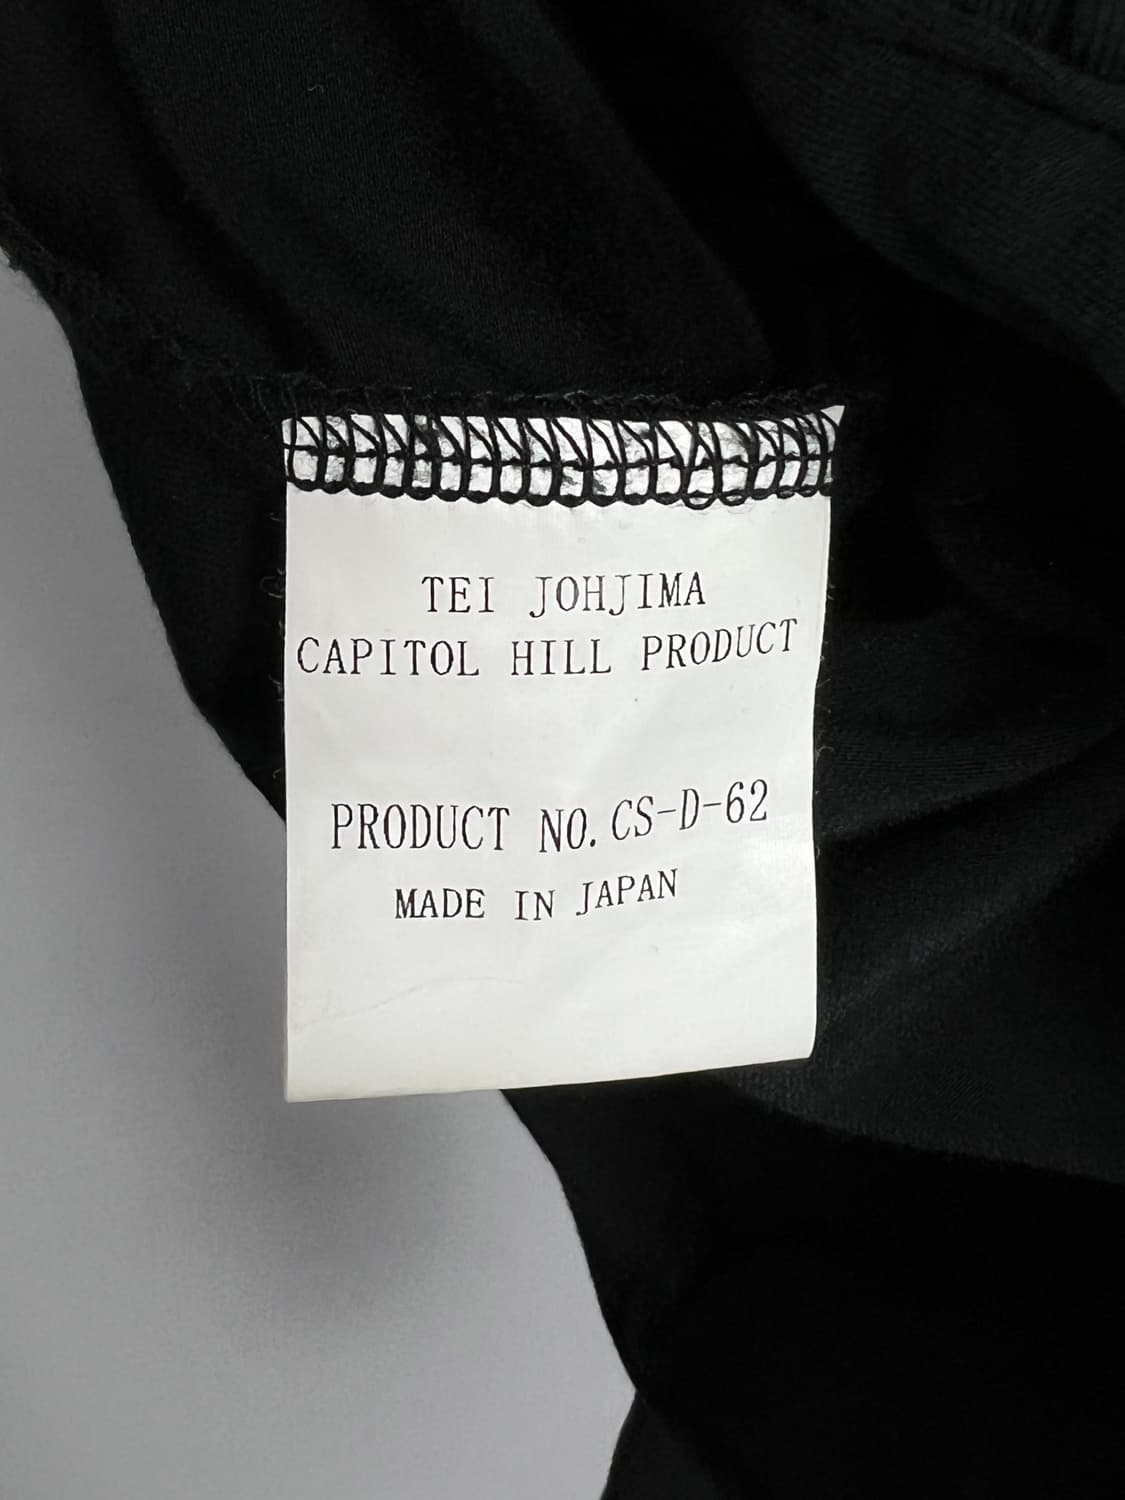 TEI JOHJIMA
CAPITOL HILL PRODUCT
PRODUCT NO. CS-D-62
MADE IN JAPAN